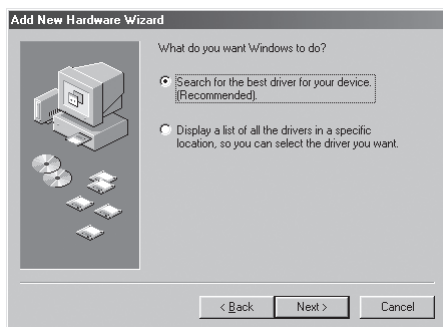 Add New Hardware Wizard
What do you want Windows to do?
Search for the best driver for your device.
(Recommended).
Display a list of all the drivers in a specific
location, so you can select the driver you want.
< Back
Next >
Cancel